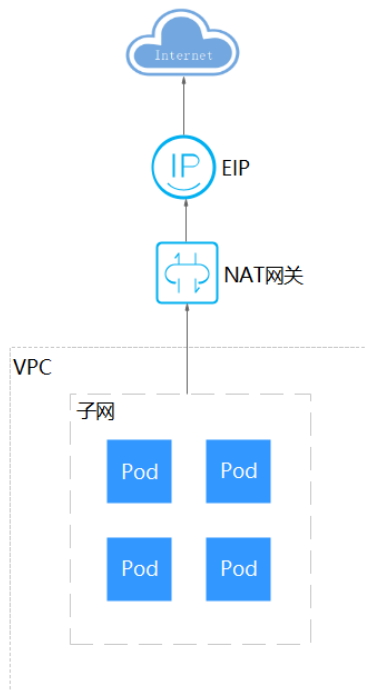 Internet
IP
EIP
NAT网关
VPC
子网
Pod Pod
Pod Pod